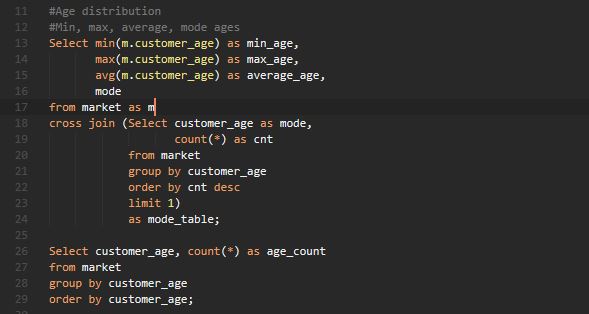 11 #Age distribution
12 #Min, max, average, mode ages
13 Select min(m.customer_age) as min_age,
14 max(m.customer_age) as max_age,
15 avg(m.customer_age) as average_age,
16 mode
17 from market as m
18 cross join (Select customer_age as mode,
19 count(*) as cnt
20 from market
21 group by customer_age
22 order by cnt desc
23 limit 1)
24 as mode_table;
25
26 Select customer_age, count(*) as age_count
27 from market
28 group by customer_age
29 order by customer_age;